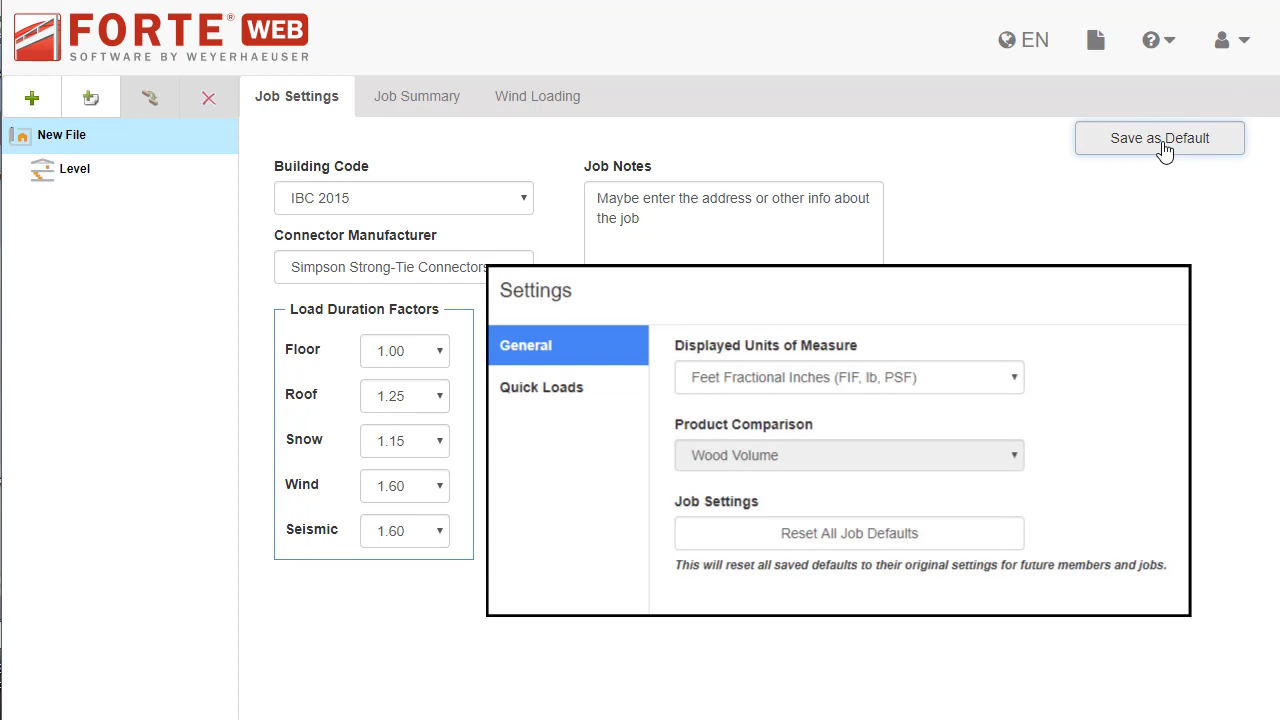 FORTE® WEB
SOFTWARE BY WEYERHAEUSER
EN
Job Settings
Job Summary
Wind Loading
New File
Level
Save as Default
Building Code
IBC 2015
Connector Manufacturer
Simpson Strong-Tie Connectors
Job Notes
Maybe enter the address or other info about
the job
Load Duration Factors
Floor 1.00
Roof 1.25
Snow 1.15
Wind 1.60
Seismic 1.60
Settings
General
Quick Loads
Displayed Units of Measure
Feet Fractional Inches (FIF, lb, PSF)
Product Comparison
Wood Volume
Job Settings
Reset All Job Defaults
This will reset all saved defaults to their original settings for future members and jobs.